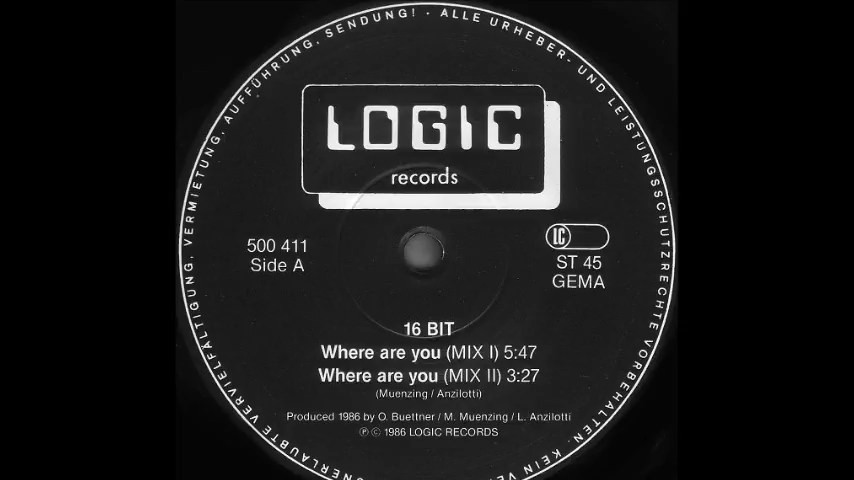 NERLAUBTE VERVIELFÄLTIGUNG, VERMIETUNG, AUFFÜHRUNG, SENDUNG! · ALLE URHEBER- UND LEISTUNGSSCHUTZRECHTE VORBEHALTEN. KEIN
LOGIC
records
500 411
Side A
LC
ST 45
GEMA
16 BIT
Where are you (MIX I) 5:47
Where are you (MIX II) 3:27
(Muenzing / Anzilotti)
Produced 1986 by O. Buettner / M. Muenzing / L. Anzilotti
Ⓟ © 1986 LOGIC RECORDS